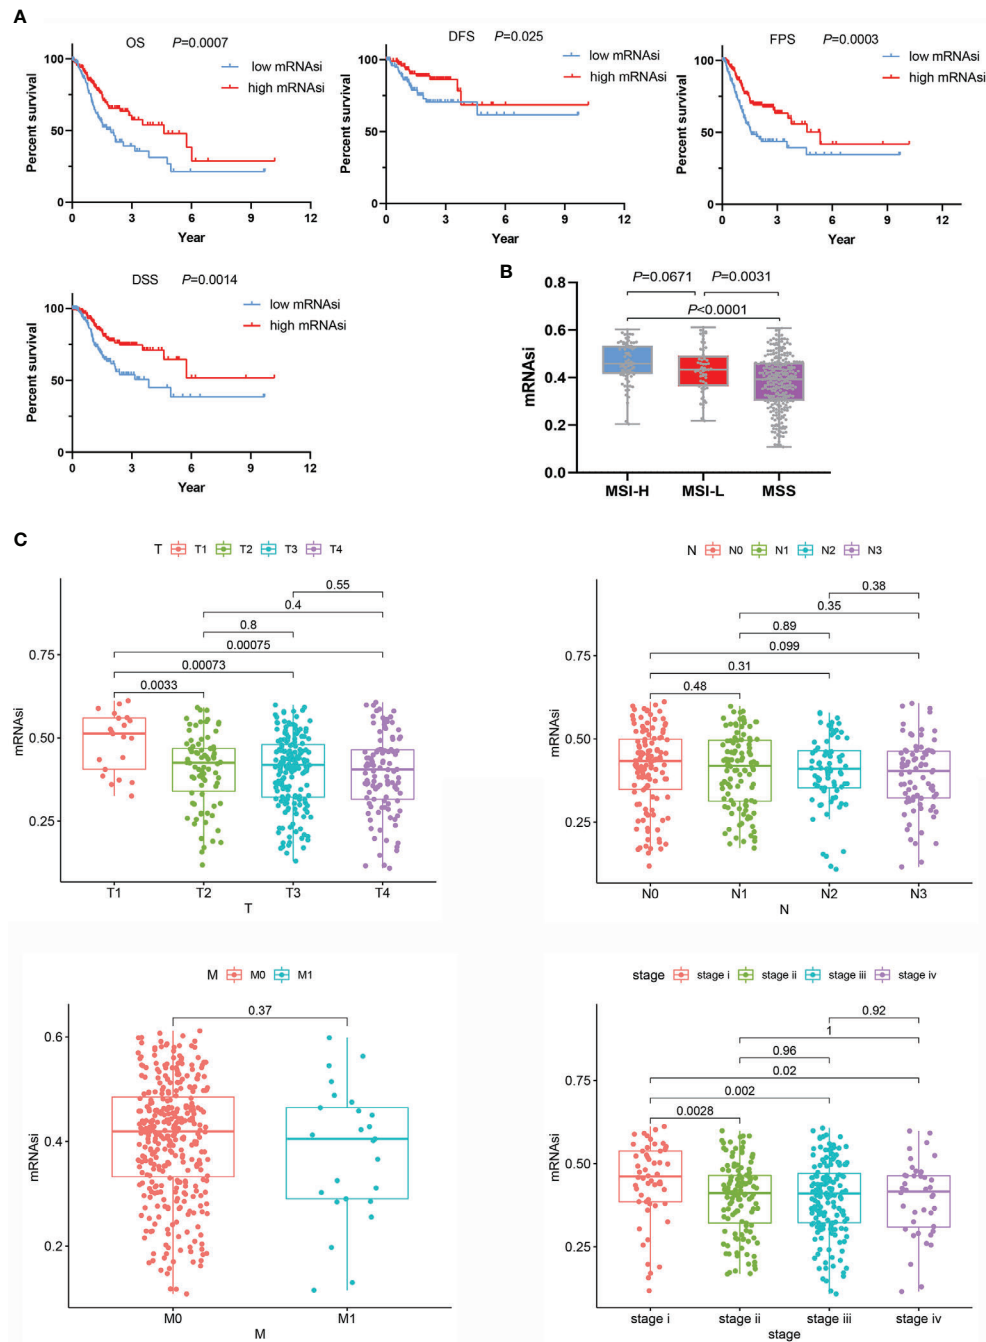 A
OS P=0.0007
low mRNAsi
high mRNAsi
Percent survival
100
50
0
0 3 6 9 12
Year
DFS P=0.025
low mRNAsi
high mRNAsi
Percent survival
100
50
0
0 3 6 9 12
Year
FPS P=0.0003
low mRNAsi
high mRNAsi
Percent survival
100
50
0
0 3 6 9 12
Year
DSS P=0.0014
low mRNAsi
high mRNAsi
Percent survival
100
50
0
0 3 6 9 12
Year
B
P=0.0671 P=0.0031
P<0.0001
mRNAsi
0.8
0.6
0.4
0.2
0.0
MSI-H MSI-L MSS
C
T T1 T2 T3 T4
0.55
0.4
0.8
0.00075
0.00073
0.0033
mRNAsi
0.75
0.50
0.25
T1 T2 T3 T4
T
N N0 N1 N2 N3
0.38
0.35
0.89
0.099
0.31
0.48
mRNAsi
0.75
0.50
0.25
N0 N1 N2 N3
N
M M0 M1
0.37
mRNAsi
0.6
0.4
0.2
M0 M1
M
stage stage i stage ii stage iii stage iv
0.92
1
0.96
0.02
0.002
0.0028
mRNAsi
0.75
0.50
0.25
stage i stage ii stage iii stage iv
stage